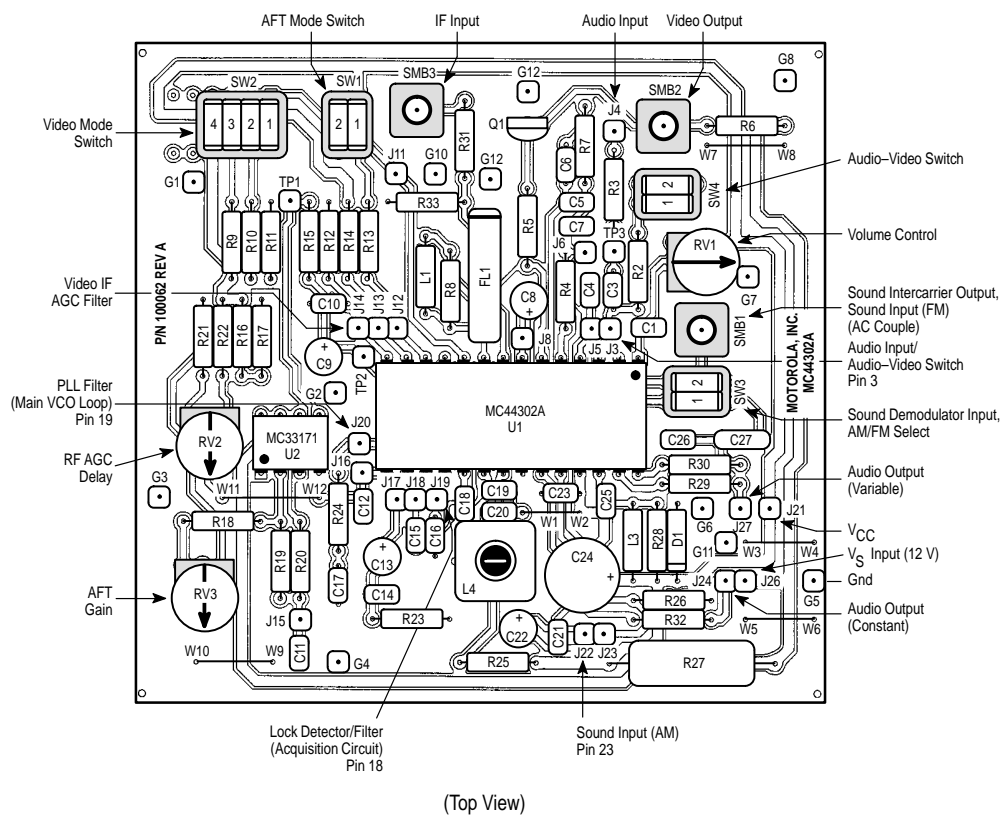 AFT Mode Switch
IF Input
Audio Input
Video Output
G8
SW2
SW1
SMB3
G12
SMB2
4 3 2 1
2 1
Q1
J4
R6
Video Mode
Switch
R31
R7
W7
W8
J11
G10
G12
C6
R3
2
1
SW4
Audio–Video Switch
G1
TP1
R33
C5
C7
R9
R10
R11
R15
R12
R14
R13
R5
J6
TP3
R2
RV1
Volume Control
P/N 100062 REV A
L1
R8
FL1
R4
C4
C3
G7
Video IF
AGC Filter
C10
J14
J13
J12
C8
+
C1
SMB1
Sound Intercarrier Output,
Sound Input (FM)
(AC Couple)
R21
R22
R16
R17
+
C9
TP2
J8
J5
J3
MOTOROLA, INC.
MC44302A
Audio Input/
Audio–Video Switch
Pin 3
PLL Filter
(Main VCO Loop)
Pin 19
G2
MC44302A
U1
2
1
SW3
Sound Demodulator Input,
AM/FM Select
RV2
MC33171
U2
J20
J16
C26
C27
RF AGC
Delay
R30
R29
Audio Output
(Variable)
G3
W11
W12
C12
J17
J18
J19
C18
C19
C20
C23
C25
W1
W2
G6
J27
J21
R18
R24
C15
C16
L3
R28
D1
G11
W3
W4
VCC
R19
R20
C13
+
C24
+
VS Input (12 V)
AFT
Gain
RV3
C17
C14
L4
J24
J26
G5
Gnd
R26
R32
Audio Output
(Constant)
J15
C11
R23
C22
+
C21
J22
J23
W5
W6
W10
W9
G4
R25
R27
Lock Detector/Filter
(Acquisition Circuit)
Pin 18
Sound Input (AM)
Pin 23
(Top View)